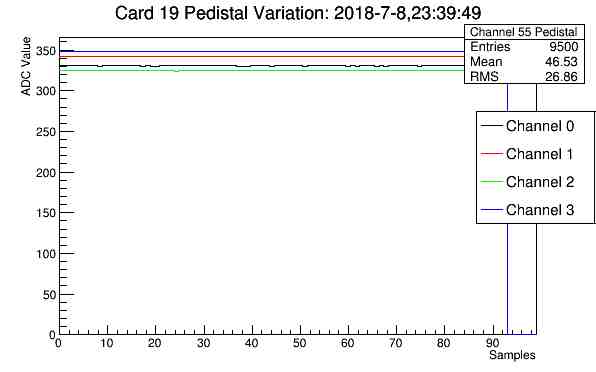 Card 19 Pedistal Variation: 2018-7-8,23:39:49
ADC Value
Channel 55 Pedistal
Entries 9500
Mean 46.53
RMS 26.86
350
300
250
200
150
100
50
0
Channel 0
Channel 1
Channel 2
Channel 3
0 10 20 30 40 50 60 70 80 90
Samples